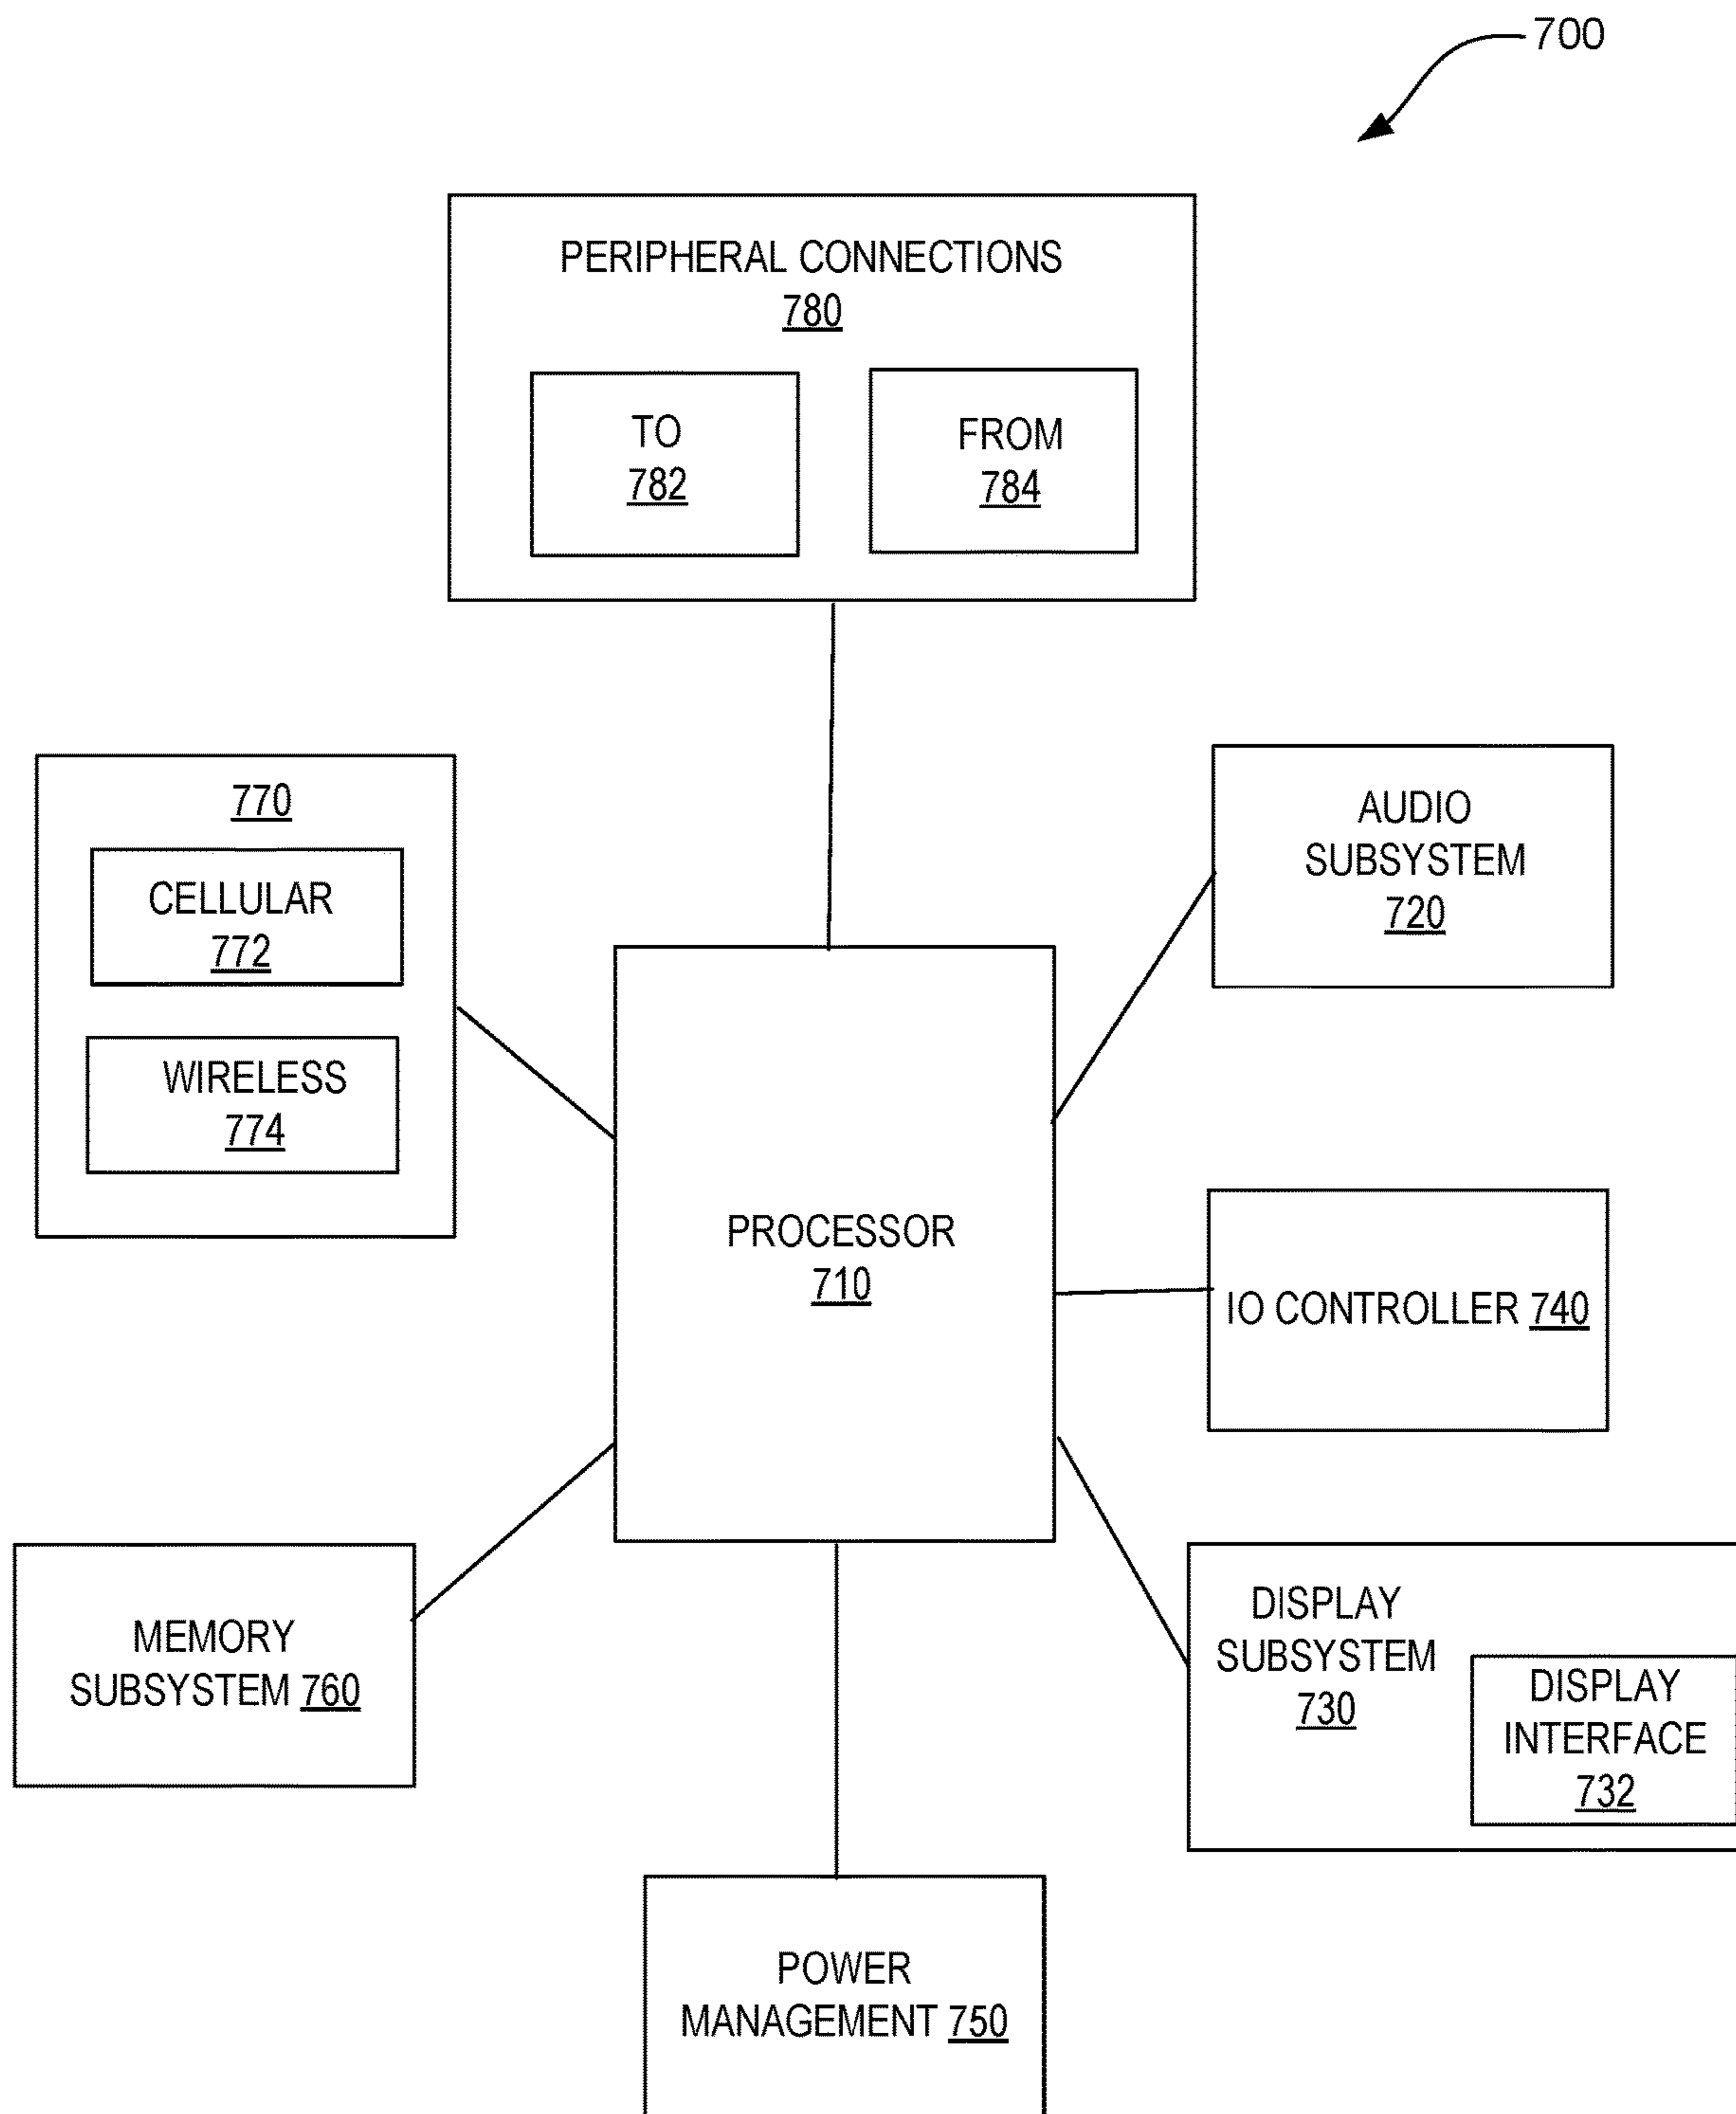 700
PERIPHERAL CONNECTIONS
780
TO
782
FROM
784
770
CELLULAR
772
WIRELESS
774
AUDIO
SUBSYSTEM
720
PROCESSOR
710
IO CONTROLLER 740
MEMORY
SUBSYSTEM 760
DISPLAY
SUBSYSTEM
730
DISPLAY
INTERFACE
732
POWER
MANAGEMENT 750